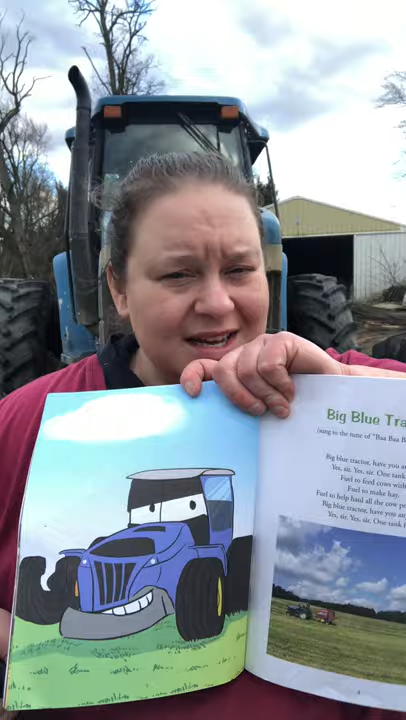 Big Blue Tra
(sung to the tune of "Baa Baa B
Big blue tractor, have you a
Yes, sir. Yes, sir. One tank
Fuel to feed cows with
Fuel to make hay.
Fuel to help haul all the cow p
Big blue tractor, have you a
Yes, sir. Yes, sir. One tank f